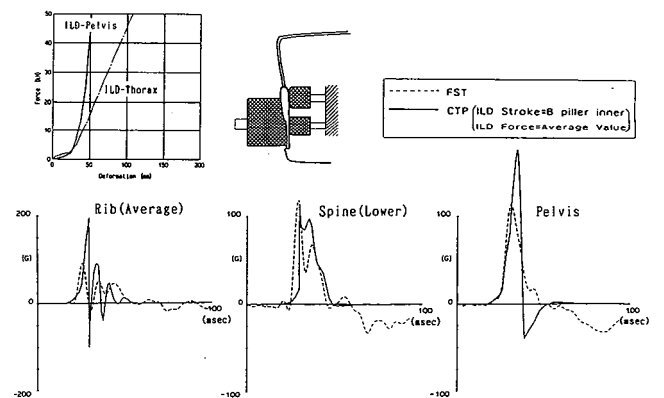 50
40
30
20
10
0
Force (kN)
ILD-Pelvis
ILD-Thorax
0 50 100 150 200
Deformation (mm)
FST
CTP (ILD Stroke=B piller inner)
(ILD Force=Average Value)
Rib(Average)
200
(G)
0
-200
100
(msec)
Spine(Lower)
100
(G)
0
-100
100
(msec)
Pelvis
100
(G)
0
-100
100
(msec)